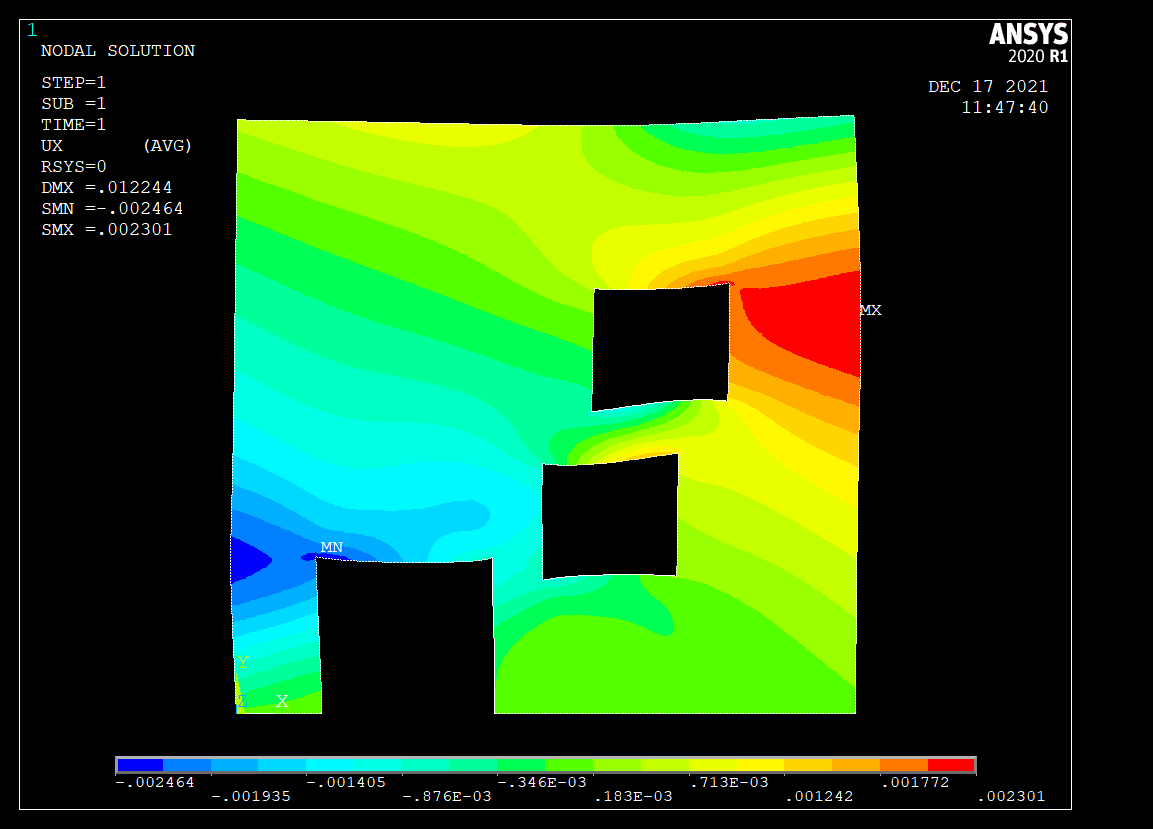 1
NODAL SOLUTION
STEP=1
SUB =1
TIME=1
UX (AVG)
RSYS=0
DMX =.012244
SMN =-.002464
SMX =.002301
ANSYS
2020 R1
DEC 17 2021
11:47:40
MX
MN
Y
Z X
-.002464 -.001405 -.346E-03 .713E-03 .001772
-.001935 -.876E-03 .183E-03 .001242 .002301